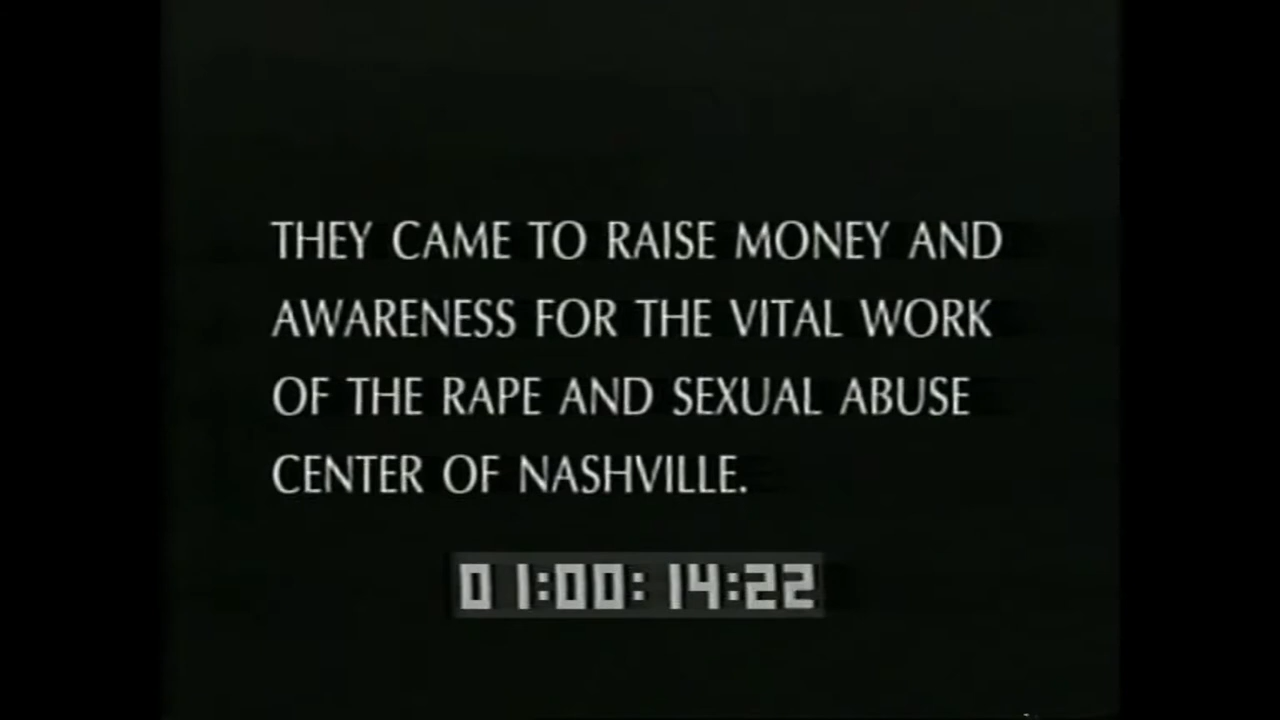 THEY CAME TO RAISE MONEY AND
AWARENESS FOR THE VITAL WORK
OF THE RAPE AND SEXUAL ABUSE
CENTER OF NASHVILLE.
01:00:14:22